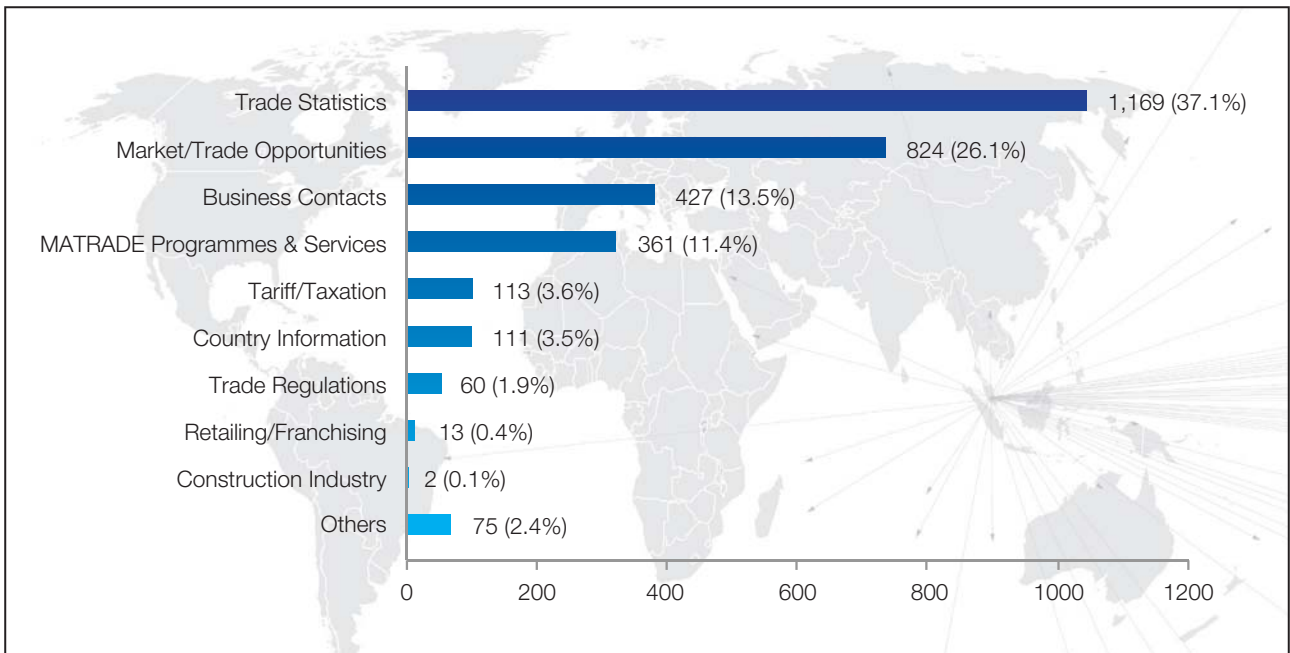 Trade Statistics 1,169 (37.1%)
Market/Trade Opportunities 824 (26.1%)
Business Contacts 427 (13.5%)
MATRADE Programmes & Services 361 (11.4%)
Tariff/Taxation 113 (3.6%)
Country Information 111 (3.5%)
Trade Regulations 60 (1.9%)
Retailing/Franchising 13 (0.4%)
Construction Industry 2 (0.1%)
Others 75 (2.4%)
0 200 400 600 800 1000 1200